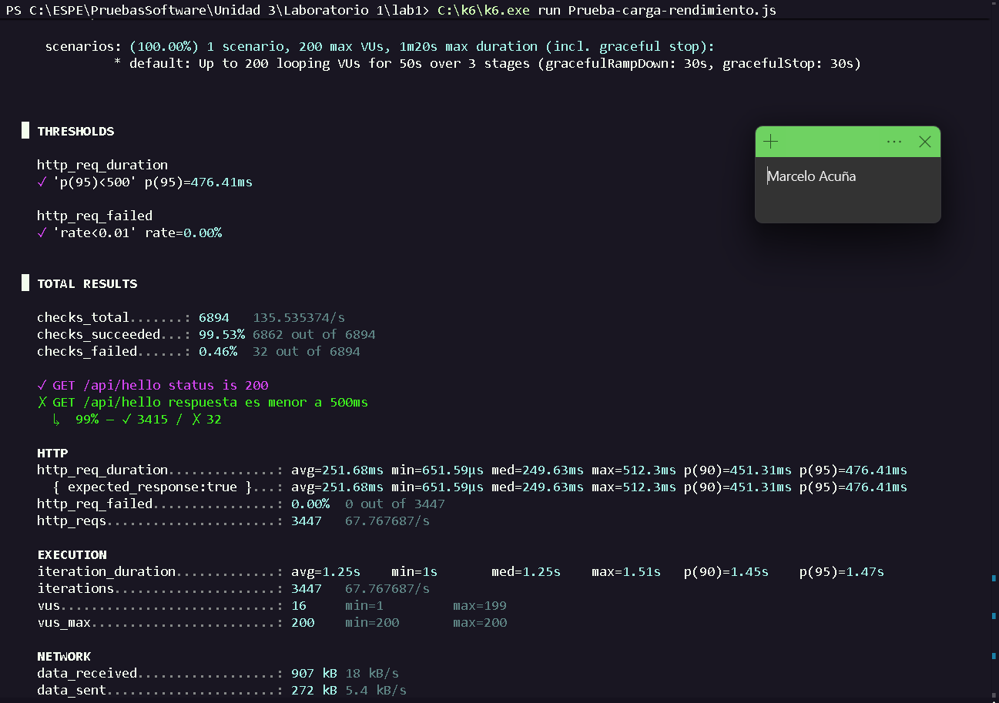 PS C:\ESPE\PruebasSoftware\Unidad 3\Laboratorio 1\lab1> C:\k6\k6.exe run Prueba-carga-rendimiento.js
scenarios: (100.00%) 1 scenario, 200 max VUs, 1m20s max duration (incl. graceful stop):
* default: Up to 200 looping VUs for 50s over 3 stages (gracefulRampDown: 30s, gracefulStop: 30s)
THRESHOLDS
http_req_duration
✓ 'p(95)<500' p(95)=476.41ms
http_req_failed
✓ 'rate<0.01' rate=0.00%
Marcelo Acuña
TOTAL RESULTS
checks_total.......: 6894   135.535374/s
checks_succeeded...: 99.53% 6862 out of 6894
checks_failed......: 0.46%  32 out of 6894
✓ GET /api/hello status is 200
✗ GET /api/hello respuesta es menor a 500ms
↳  99% — ✓ 3415 / ✗ 32
HTTP
http_req_duration..............: avg=251.68ms min=651.59µs med=249.63ms max=512.3ms p(90)=451.31ms p(95)=476.41ms
{ expected_response:true }...: avg=251.68ms min=651.59µs med=249.63ms max=512.3ms p(90)=451.31ms p(95)=476.41ms
http_req_failed................: 0.00%  0 out of 3447
http_reqs......................: 3447   67.767687/s
EXECUTION
iteration_duration.............: avg=1.25s    min=1s       med=1.25s    max=1.51s   p(90)=1.45s    p(95)=1.47s
iterations.....................: 3447   67.767687/s
vus............................: 16     min=1         max=199
vus_max........................: 200    min=200       max=200
NETWORK
data_received..................: 907 kB 18 kB/s
data_sent......................: 272 kB 5.4 kB/s